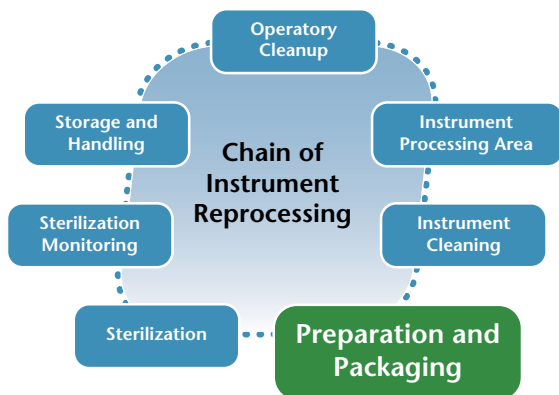 Operatory
Cleanup
Storage and
Handling
Instrument
Processing Area
Chain of
Instrument
Reprocessing
Sterilization
Monitoring
Instrument
Cleaning
Sterilization
Preparation and
Packaging